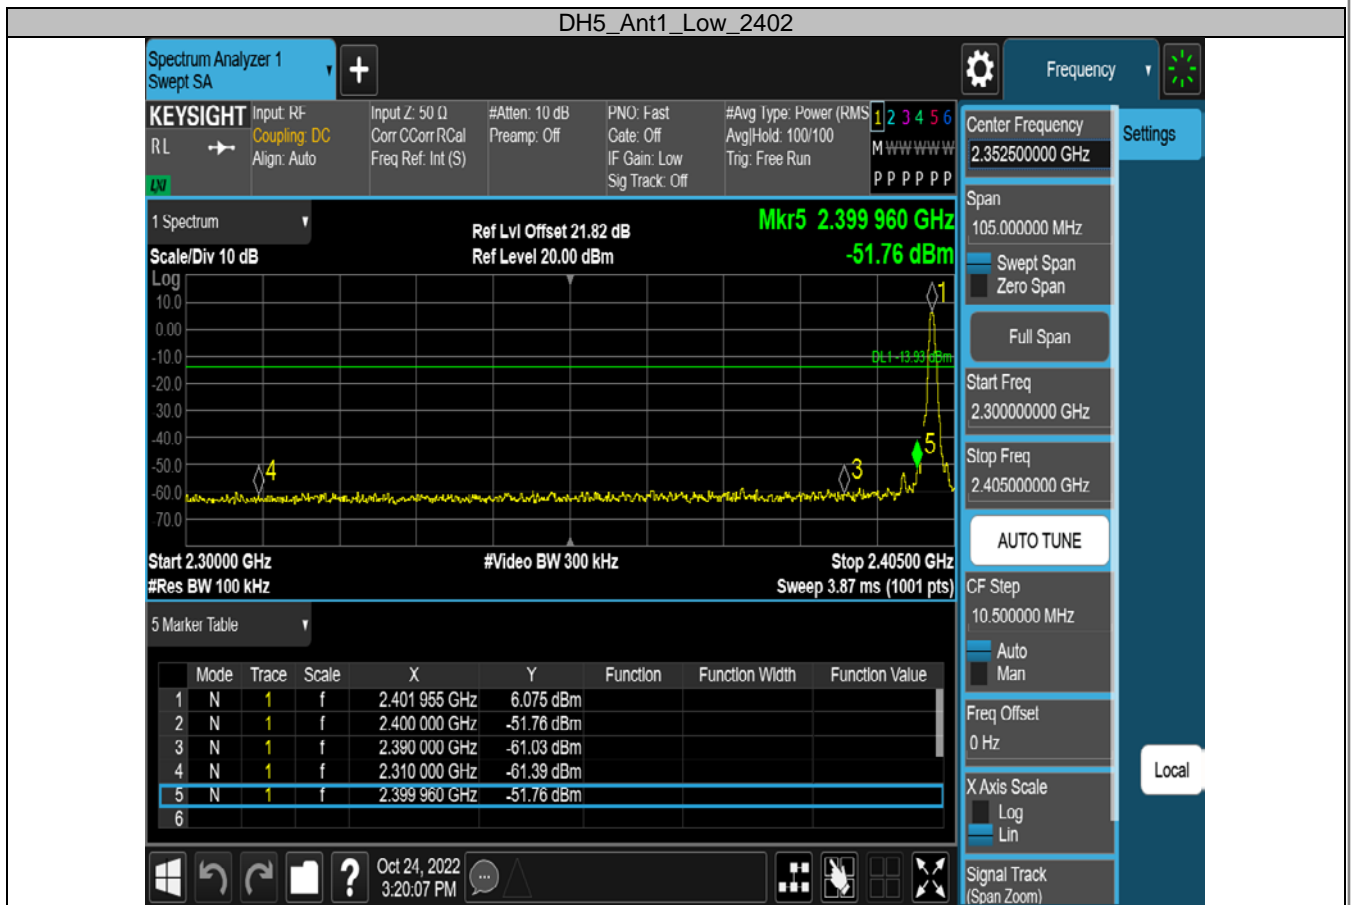 DH5_Ant1_Low_2402
Spectrum Analyzer 1
Swept SA
Frequency
KEYSIGHT
RL
LXI
Input: RF
Coupling: DC
Align: Auto
Input Z: 50 Ω
Corr CCorr RCal
Freq Ref: Int (S)
#Atten: 10 dB
Preamp: Off
PNO: Fast
Gate: Off
IF Gain: Low
Sig Track: Off
#Avg Type: Power (RMS
Avg|Hold: 100/100
Trig: Free Run
1 2 3 4 5 6
M W W W W W
P P P P P P
Center Frequency
2.352500000 GHz
Settings
1 Spectrum
Scale/Div 10 dB
Ref Lvl Offset 21.82 dB
Ref Level 20.00 dBm
Mkr5 2.399 960 GHz
-51.76 dBm
Log
10.0
0.00
-10.0
-20.0
-30.0
-40.0
-50.0
-60.0
-70.0
DL1 -13.93 dBm
1
5
4
3
Start 2.30000 GHz
#Video BW 300 kHz
Stop 2.40500 GHz
#Res BW 100 kHz
Sweep 3.87 ms (1001 pts)
Span
105.000000 MHz
Swept Span
Zero Span
Full Span
Start Freq
2.300000000 GHz
Stop Freq
2.405000000 GHz
AUTO TUNE
CF Step
10.500000 MHz
Auto
Man
Freq Offset
0 Hz
X Axis Scale
Log
Lin
Signal Track
(Span Zoom)
Local
5 Marker Table
Mode Trace Scale X Y Function Function Width Function Value
1 N 1 f 2.401 955 GHz 6.075 dBm
2 N 1 f 2.400 000 GHz -51.76 dBm
3 N 1 f 2.390 000 GHz -61.03 dBm
4 N 1 f 2.310 000 GHz -61.39 dBm
5 N 1 f 2.399 960 GHz -51.76 dBm
6
Oct 24, 2022
3:20:07 PM